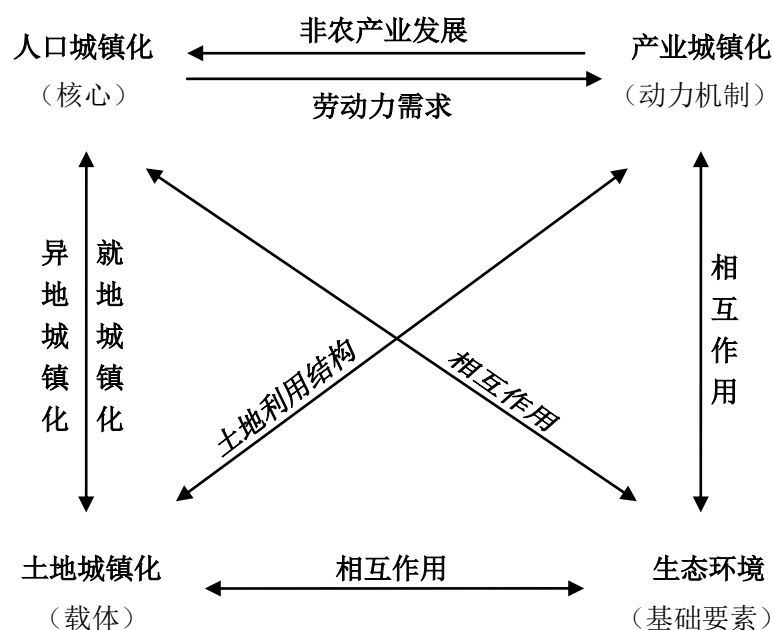 人口城镇化
（核心）
非农产业发展
劳动力需求
产业城镇化
（动力机制）
异地城镇化
就地城镇化
土地利用结构
相互作用
相互作用
土地城镇化
（载体）
相互作用
生态环境
（基础要素）